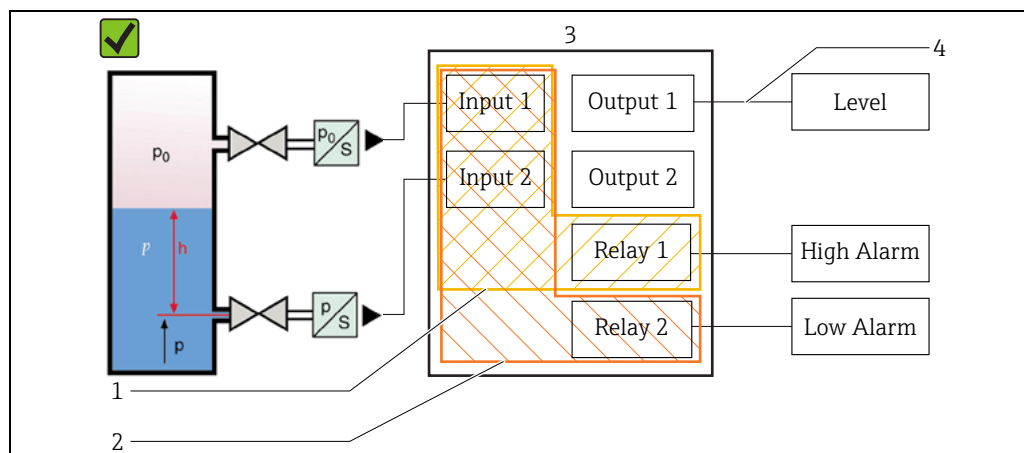 3
4
Input 1
Output 1
Level
p₀
p₀/S
Input 2
Output 2
p
h
Relay 1
High Alarm
p/S
Relay 2
Low Alarm
p
1
2